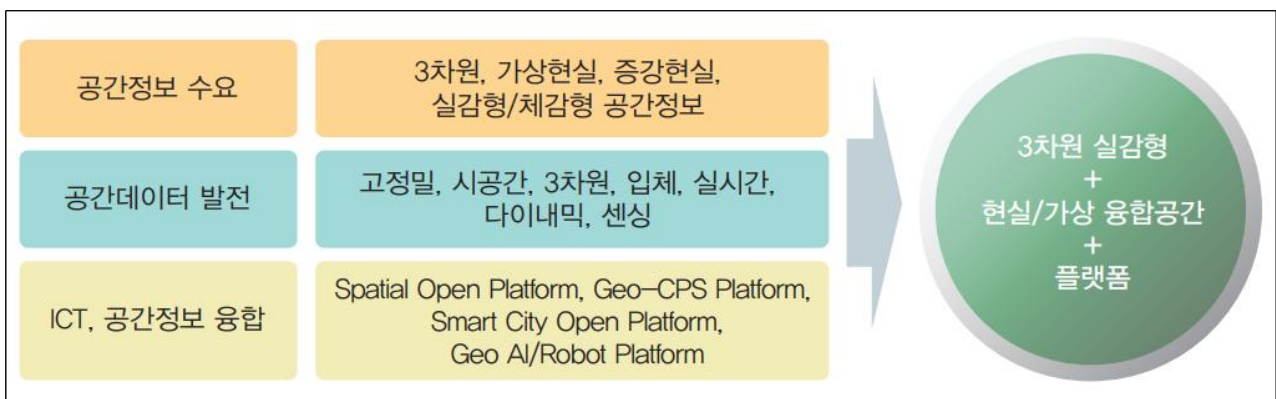 공간정보 수요
3차원, 가상현실, 증강현실,
실감형/체감형 공간정보
공간데이터 발전
고정밀, 시공간, 3차원, 입체, 실시간,
다이내믹, 센싱
ICT, 공간정보 융합
Spatial Open Platform, Geo-CPS Platform,
Smart City Open Platform,
Geo AI/Robot Platform
3차원 실감형
+
현실/가상 융합공간
+
플랫폼